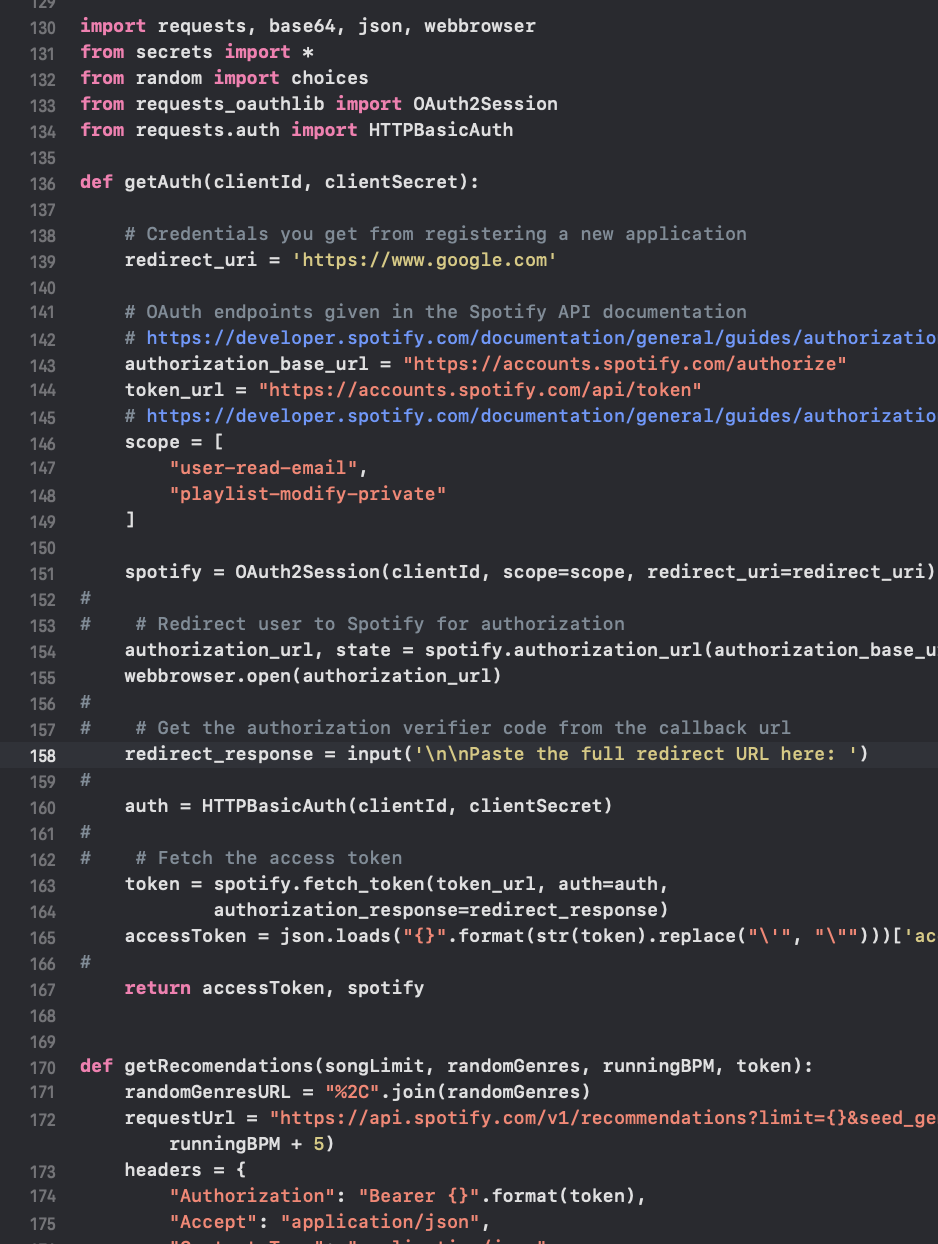 129
130 import requests, base64, json, webbrowser
131 from secrets import *
132 from random import choices
133 from requests_oauthlib import OAuth2Session
134 from requests.auth import HTTPBasicAuth
135
136 def getAuth(clientId, clientSecret):
137
138     # Credentials you get from registering a new application
139     redirect_uri = 'https://www.google.com'
140
141     # OAuth endpoints given in the Spotify API documentation
142     # https://developer.spotify.com/documentation/general/guides/authorizatio
143     authorization_base_url = "https://accounts.spotify.com/authorize"
144     token_url = "https://accounts.spotify.com/api/token"
145     # https://developer.spotify.com/documentation/general/guides/authorizatio
146     scope = [
147         "user-read-email",
148         "playlist-modify-private"
149     ]
150
151     spotify = OAuth2Session(clientId, scope=scope, redirect_uri=redirect_uri)
152 #
153 #    # Redirect user to Spotify for authorization
154     authorization_url, state = spotify.authorization_url(authorization_base_u
155     webbrowser.open(authorization_url)
156 #
157 #    # Get the authorization verifier code from the callback url
158     redirect_response = input('\n\nPaste the full redirect URL here: ')
159 #
160     auth = HTTPBasicAuth(clientId, clientSecret)
161 #
162 #    # Fetch the access token
163     token = spotify.fetch_token(token_url, auth=auth,
164             authorization_response=redirect_response)
165     accessToken = json.loads("{}".format(str(token).replace("\'", "\"")))['ac
166 #
167     return accessToken, spotify
168
169
170 def getRecomendations(songLimit, randomGenres, runningBPM, token):
171     randomGenresURL = "%2C".join(randomGenres)
172     requestUrl = "https://api.spotify.com/v1/recommendations?limit={}&seed_ge
        runningBPM + 5)
173     headers = {
174         "Authorization": "Bearer {}".format(token),
175         "Accept": "application/json",